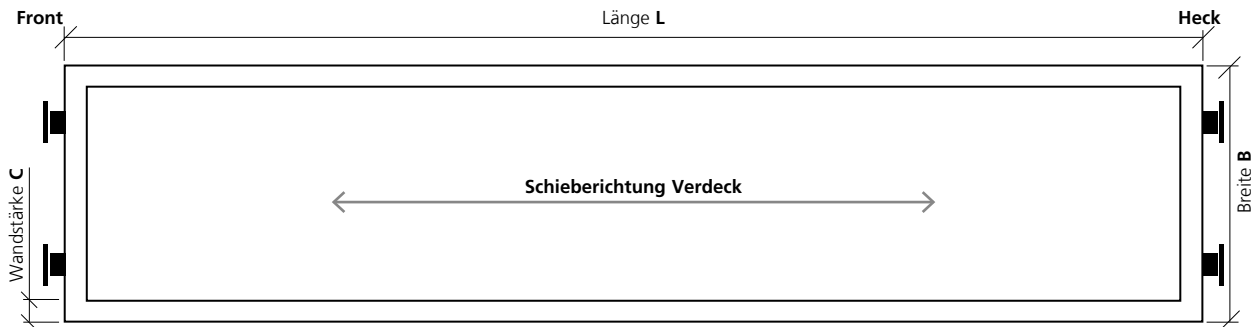 Front
Länge L
Heck
Schieberichtung Verdeck
Wandstärke C
Breite B